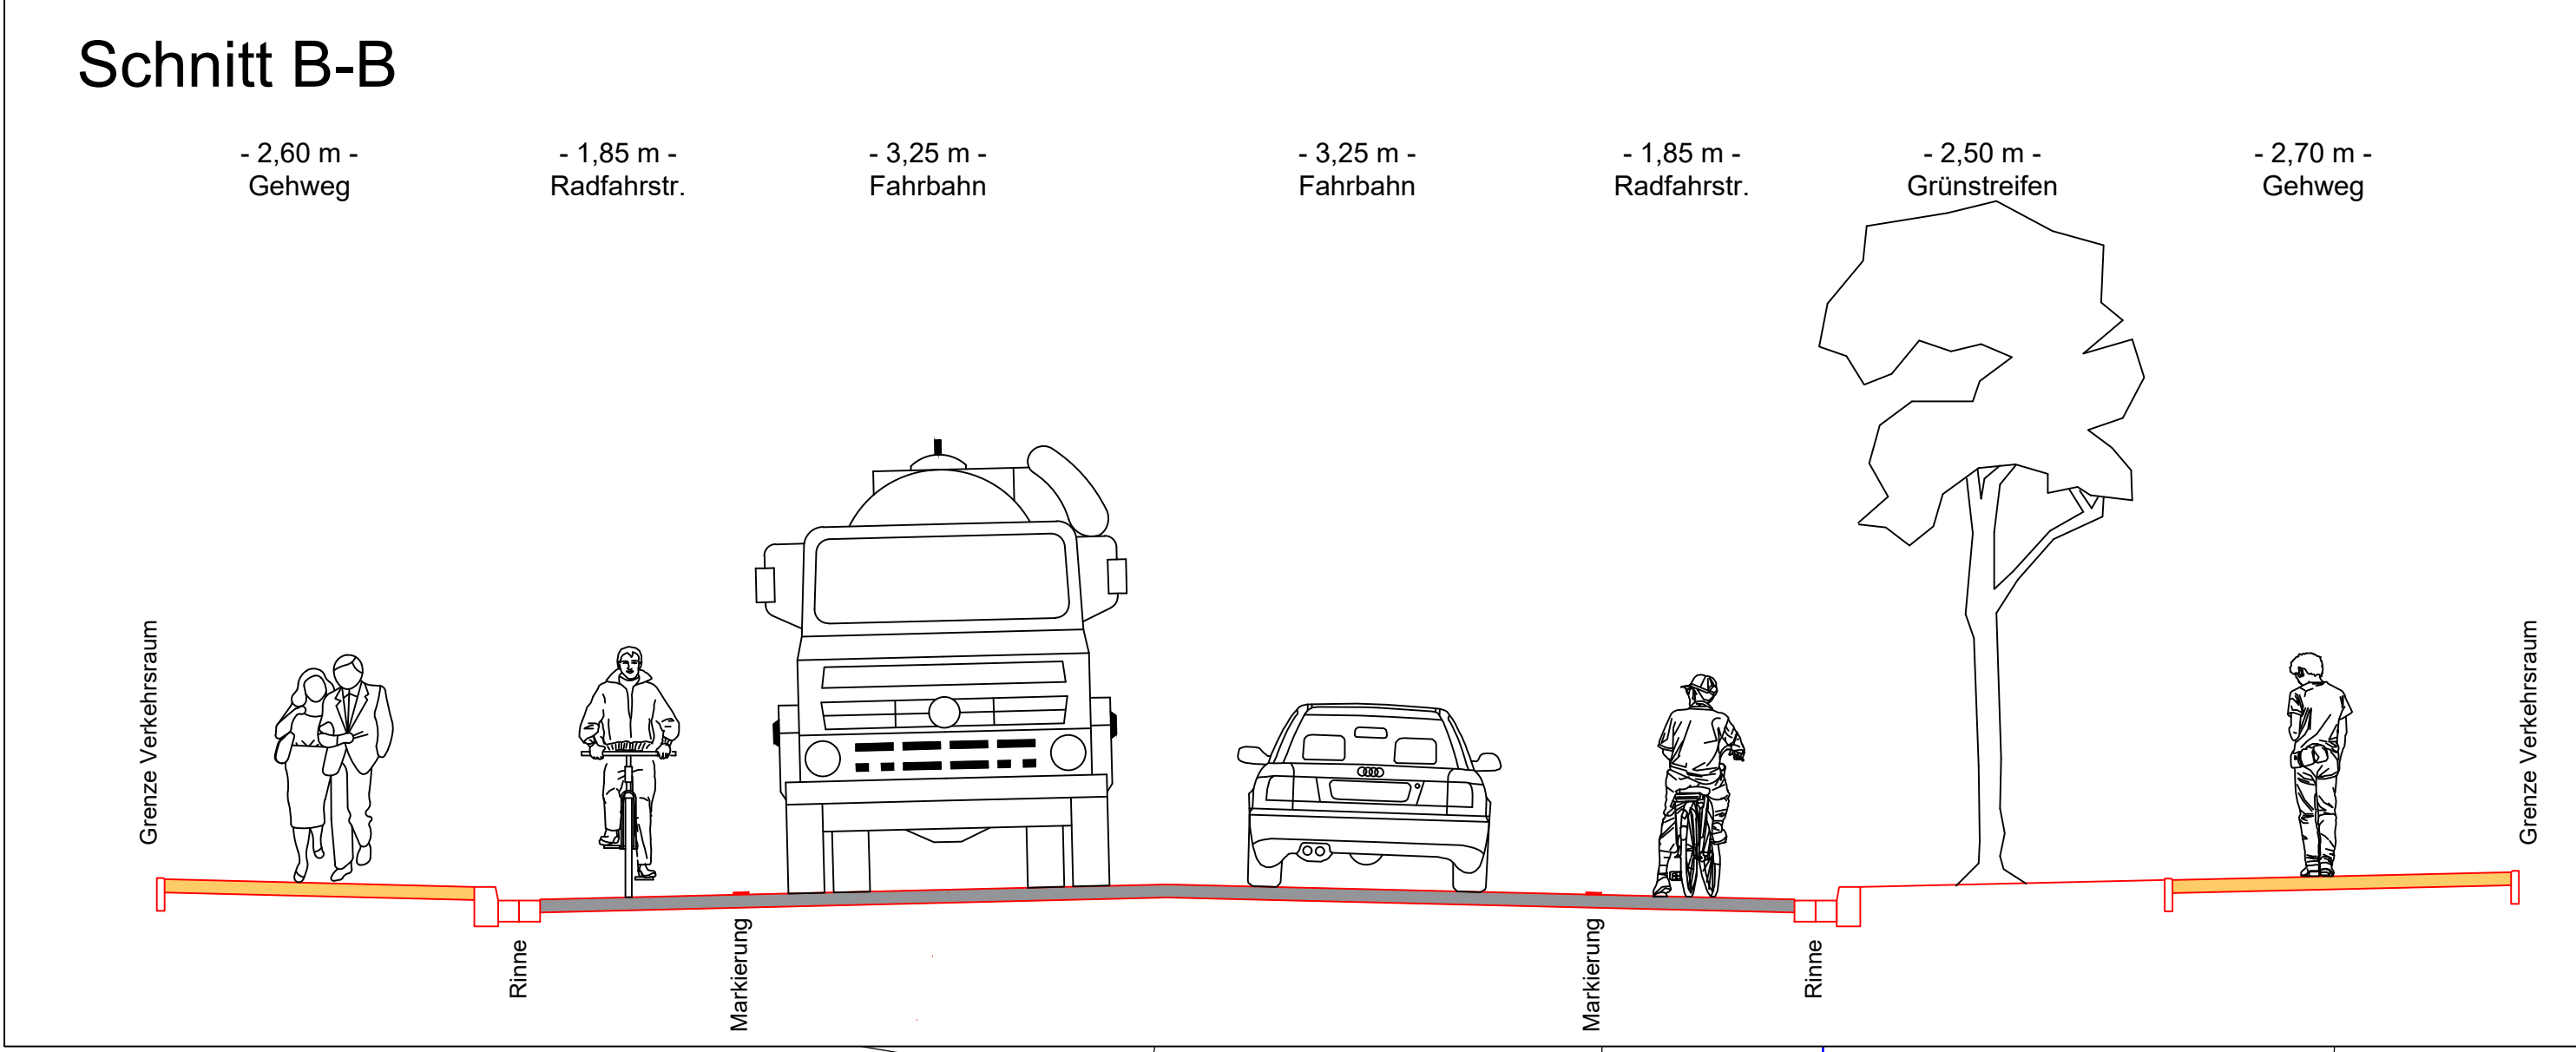 Schnitt B-B
- 2,60 m -
Gehweg
- 1,85 m -
Radfahrstr.
- 3,25 m -
Fahrbahn
- 3,25 m -
Fahrbahn
- 1,85 m -
Radfahrstr.
- 2,50 m -
Grünstreifen
- 2,70 m -
Gehweg
Grenze Verkehrsraum
Rinne
Markierung
Markierung
Rinne
Grenze Verkehrsraum